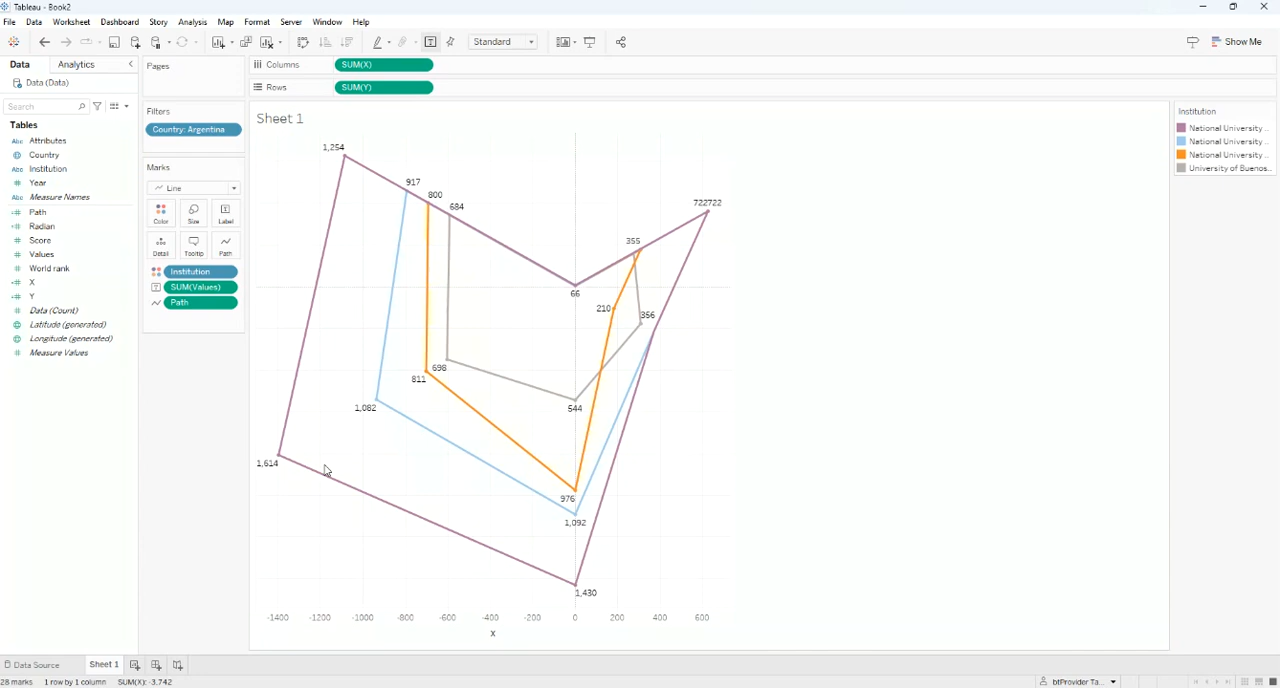 Tableau - Book2
File Data Worksheet Dashboard Story Analysis Map Format Server Window Help
Standard
Show Me
Data Analytics
Pages
Columns SUM(X)
Data (Data)
Rows SUM(Y)
Search
Filters
Sheet 1
Institution
Tables
Country: Argentina
National University ...
Abc Attributes
National University ...
Country
National University ...
Abc Institution
Marks
University of Buenos..
Year
Line
Abc Measure Names
Path
Color Size Label
Radian
Score
Detail Tooltip Path
Values
World rank
Institution
X
SUM(Values)
Y
Path
Data (Count)
Latitude (generated)
Longitude (generated)
Measure Values
1,254
917
800
684
722722
355
66
210
356
698
811
1,082
544
1,614
976
1,092
1,430
-1400 -1200 -1000 -800 -600 -400 -200 0 200 400 600
X
Data Source Sheet 1
28 marks 1 row by 1 column SUM(X): -3.742
btProvider Ta...